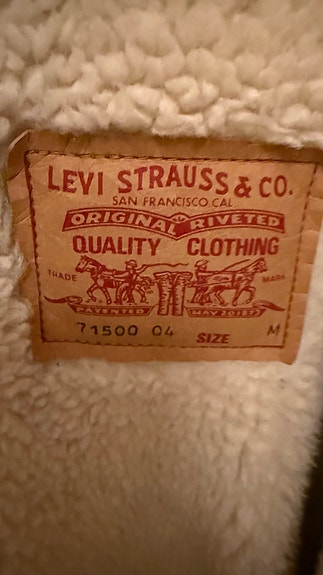 LEVI STRAUSS & CO.
SAN FRANCISCO CAL
ORIGINAL RIVETED
QUALITY CLOTHING
TRADE MARK
PATENTED MAY 20 1873
71500 04 SIZE M